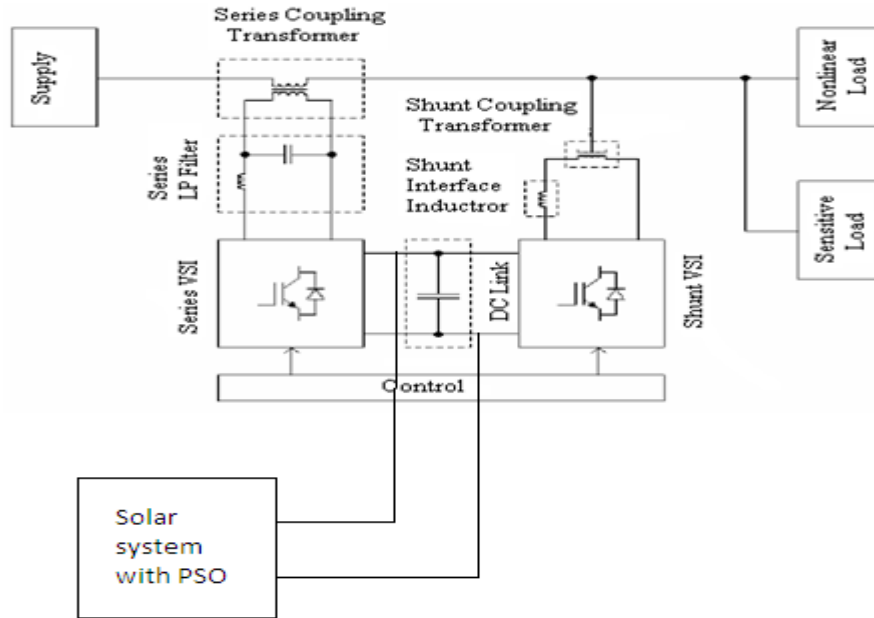 Series Coupling
Transformer
Supply
Nonlinear
Load
Shunt Coupling
Transformer
Series
LP Filter
Shunt
Interface
Inductror
Sensitive
Load
Series VSI
DC Link
Shunt VSI
Control
Solar
system
with PSO